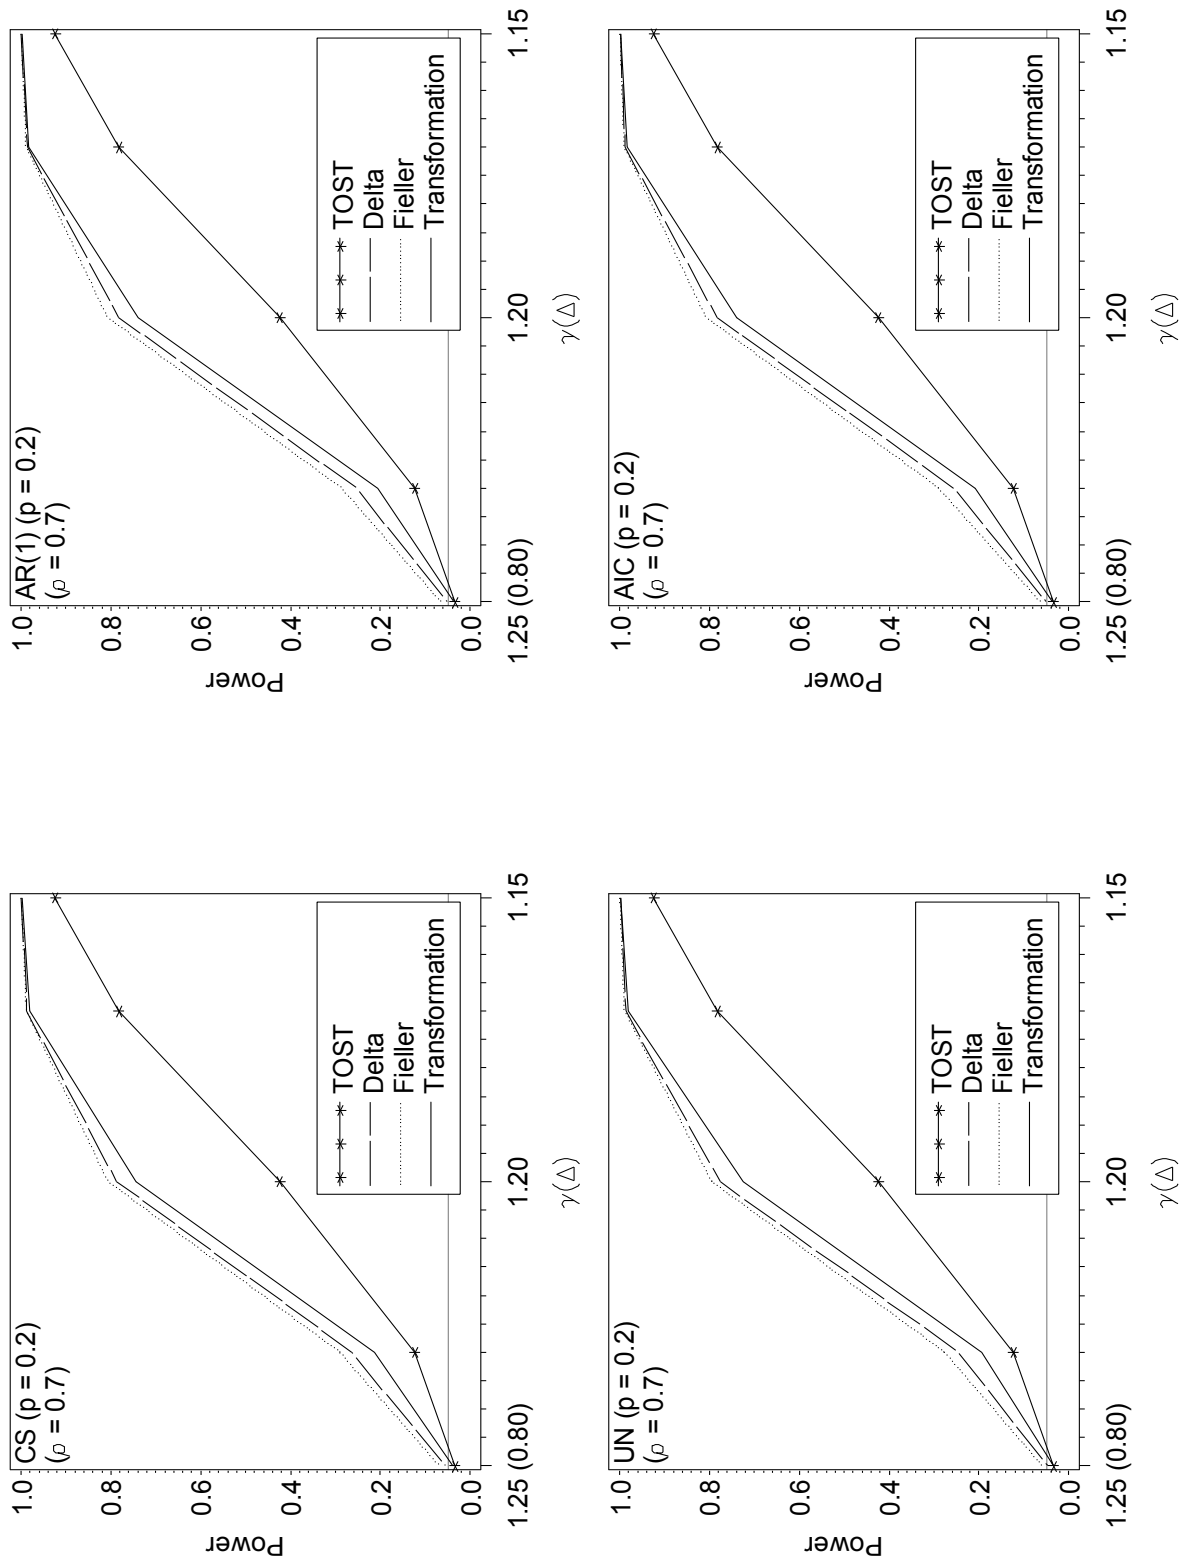 CS (p = 0.2)
(ρ = 0.7)
Power
1.0
0.8
0.6
0.4
0.2
0.0
TOST
Delta
Fieller
Transformation
1.25 (0.80)
1.20
1.15
γ(Δ)
AR(1) (p = 0.2)
(ρ = 0.7)
Power
1.0
0.8
0.6
0.4
0.2
0.0
TOST
Delta
Fieller
Transformation
1.25 (0.80)
1.20
1.15
γ(Δ)
UN (p = 0.2)
(ρ = 0.7)
Power
1.0
0.8
0.6
0.4
0.2
0.0
TOST
Delta
Fieller
Transformation
1.25 (0.80)
1.20
1.15
γ(Δ)
AIC (p = 0.2)
(ρ = 0.7)
Power
1.0
0.8
0.6
0.4
0.2
0.0
TOST
Delta
Fieller
Transformation
1.25 (0.80)
1.20
1.15
γ(Δ)